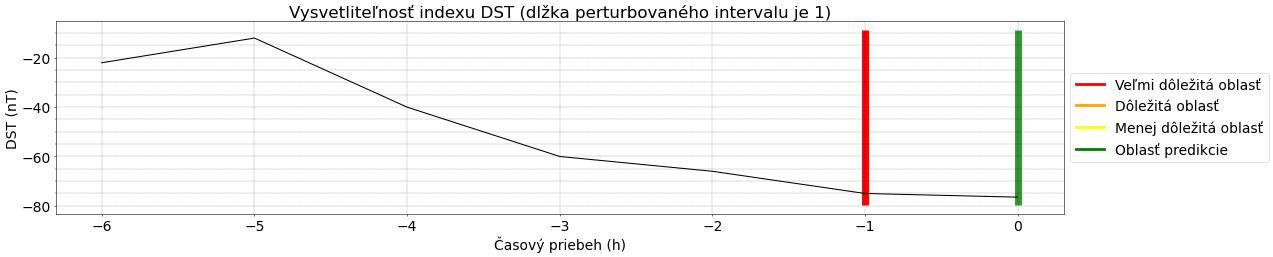 Vysvetliteľnosť indexu DST (dĺžka perturbovaného intervalu je 1)
DST (nT)
−20
−40
−60
−80
−6 −5 −4 −3 −2 −1 0
Časový priebeh (h)
Veľmi dôležitá oblasť
Dôležitá oblasť
Menej dôležitá oblasť
Oblasť predikcie